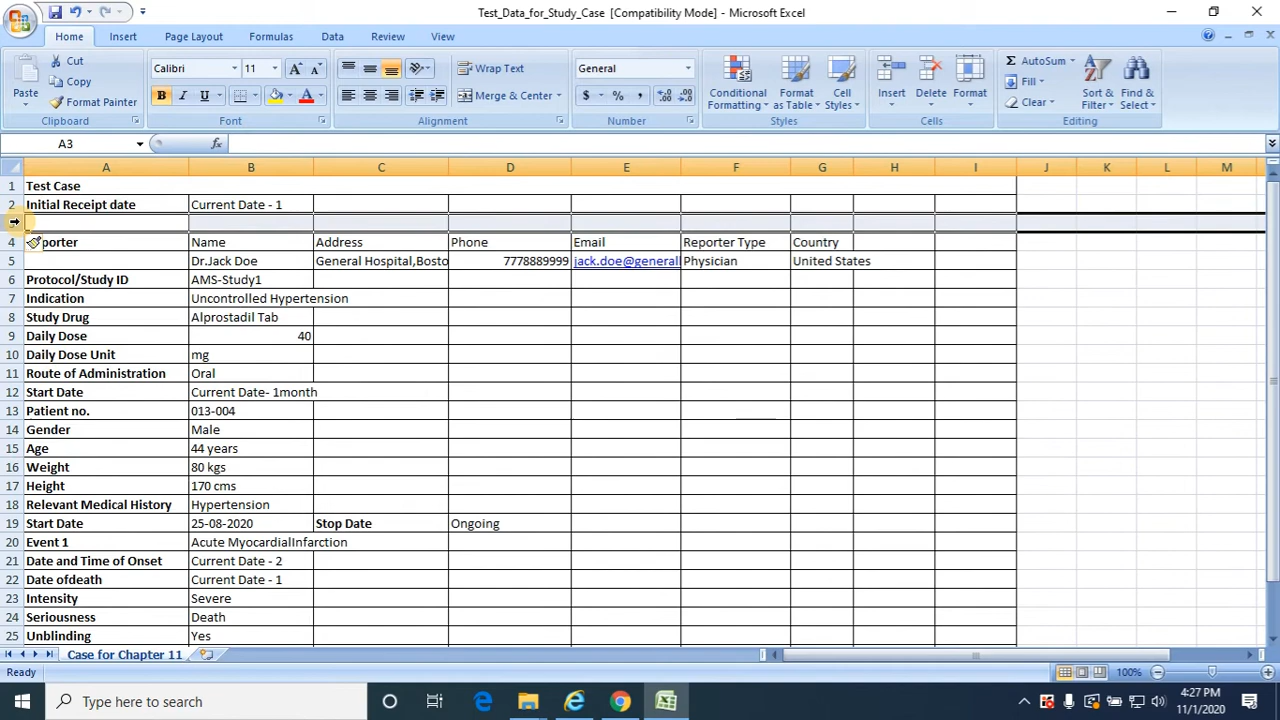 Test_Data_for_Study_Case [Compatibility Mode] - Microsoft Excel
Home Insert Page Layout Formulas Data Review View
Paste Cut Copy Format Painter Clipboard
Calibri 11 B I U A Font
Wrap Text Merge & Center Alignment
General $ % , Number
Conditional Formatting Format as Table Cell Styles Styles
Insert Delete Format Cells
AutoSum Fill Clear Sort & Filter Find & Select Editing
A3 fx
A B C D E F G H I J K L M
1 Test Case
2 Initial Receipt date Current Date - 1
4 porter Name Address Phone Email Reporter Type Country
5 Dr.Jack Doe General Hospital,Bosto 7778889999 jack.doe@general Physician United States
6 Protocol/Study ID AMS-Study1
7 Indication Uncontrolled Hypertension
8 Study Drug Alprostadil Tab
9 Daily Dose 40
10 Daily Dose Unit mg
11 Route of Administration Oral
12 Start Date Current Date- 1month
13 Patient no. 013-004
14 Gender Male
15 Age 44 years
16 Weight 80 kgs
17 Height 170 cms
18 Relevant Medical History Hypertension
19 Start Date 25-08-2020 Stop Date Ongoing
20 Event 1 Acute MyocardialInfarction
21 Date and Time of Onset Current Date - 2
22 Date ofdeath Current Date - 1
23 Intensity Severe
24 Seriousness Death
25 Unblinding Yes
Case for Chapter 11
Ready 100%
Type here to search
4:27 PM
11/1/2020